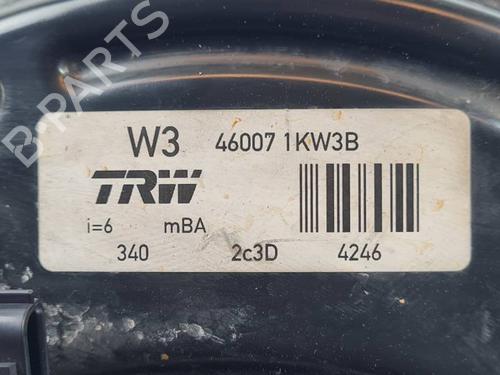 W3 46007 1KW3B
TRW
i=6 mBA
340 2c3D 4246
B-PARTS